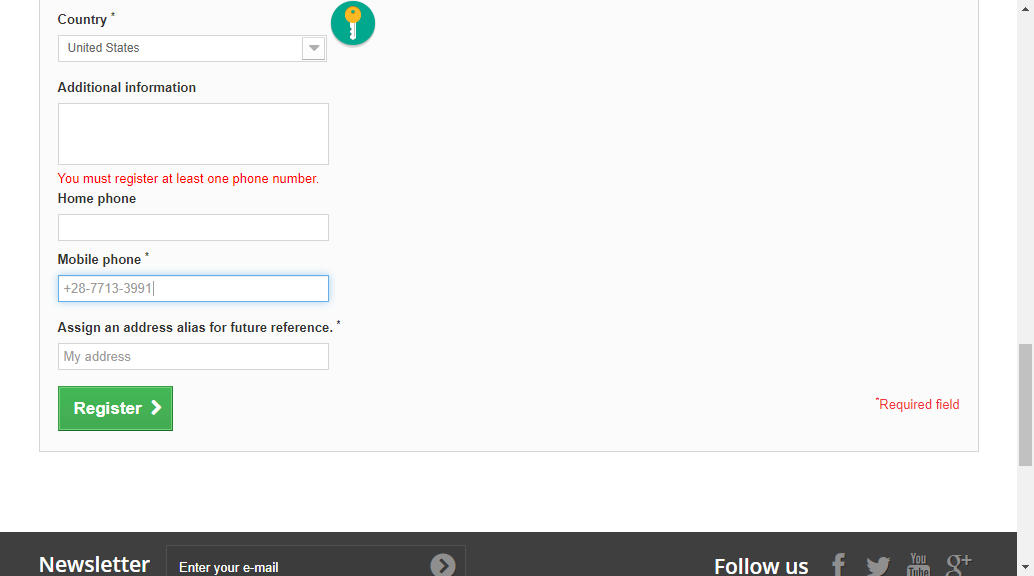 Country *
United States
Additional information
You must register at least one phone number.
Home phone
Mobile phone *
+28-7713-3991
Assign an address alias for future reference. *
My address
Register
*Required field
Newsletter
Enter your e-mail
Follow us
You
Tube
g+